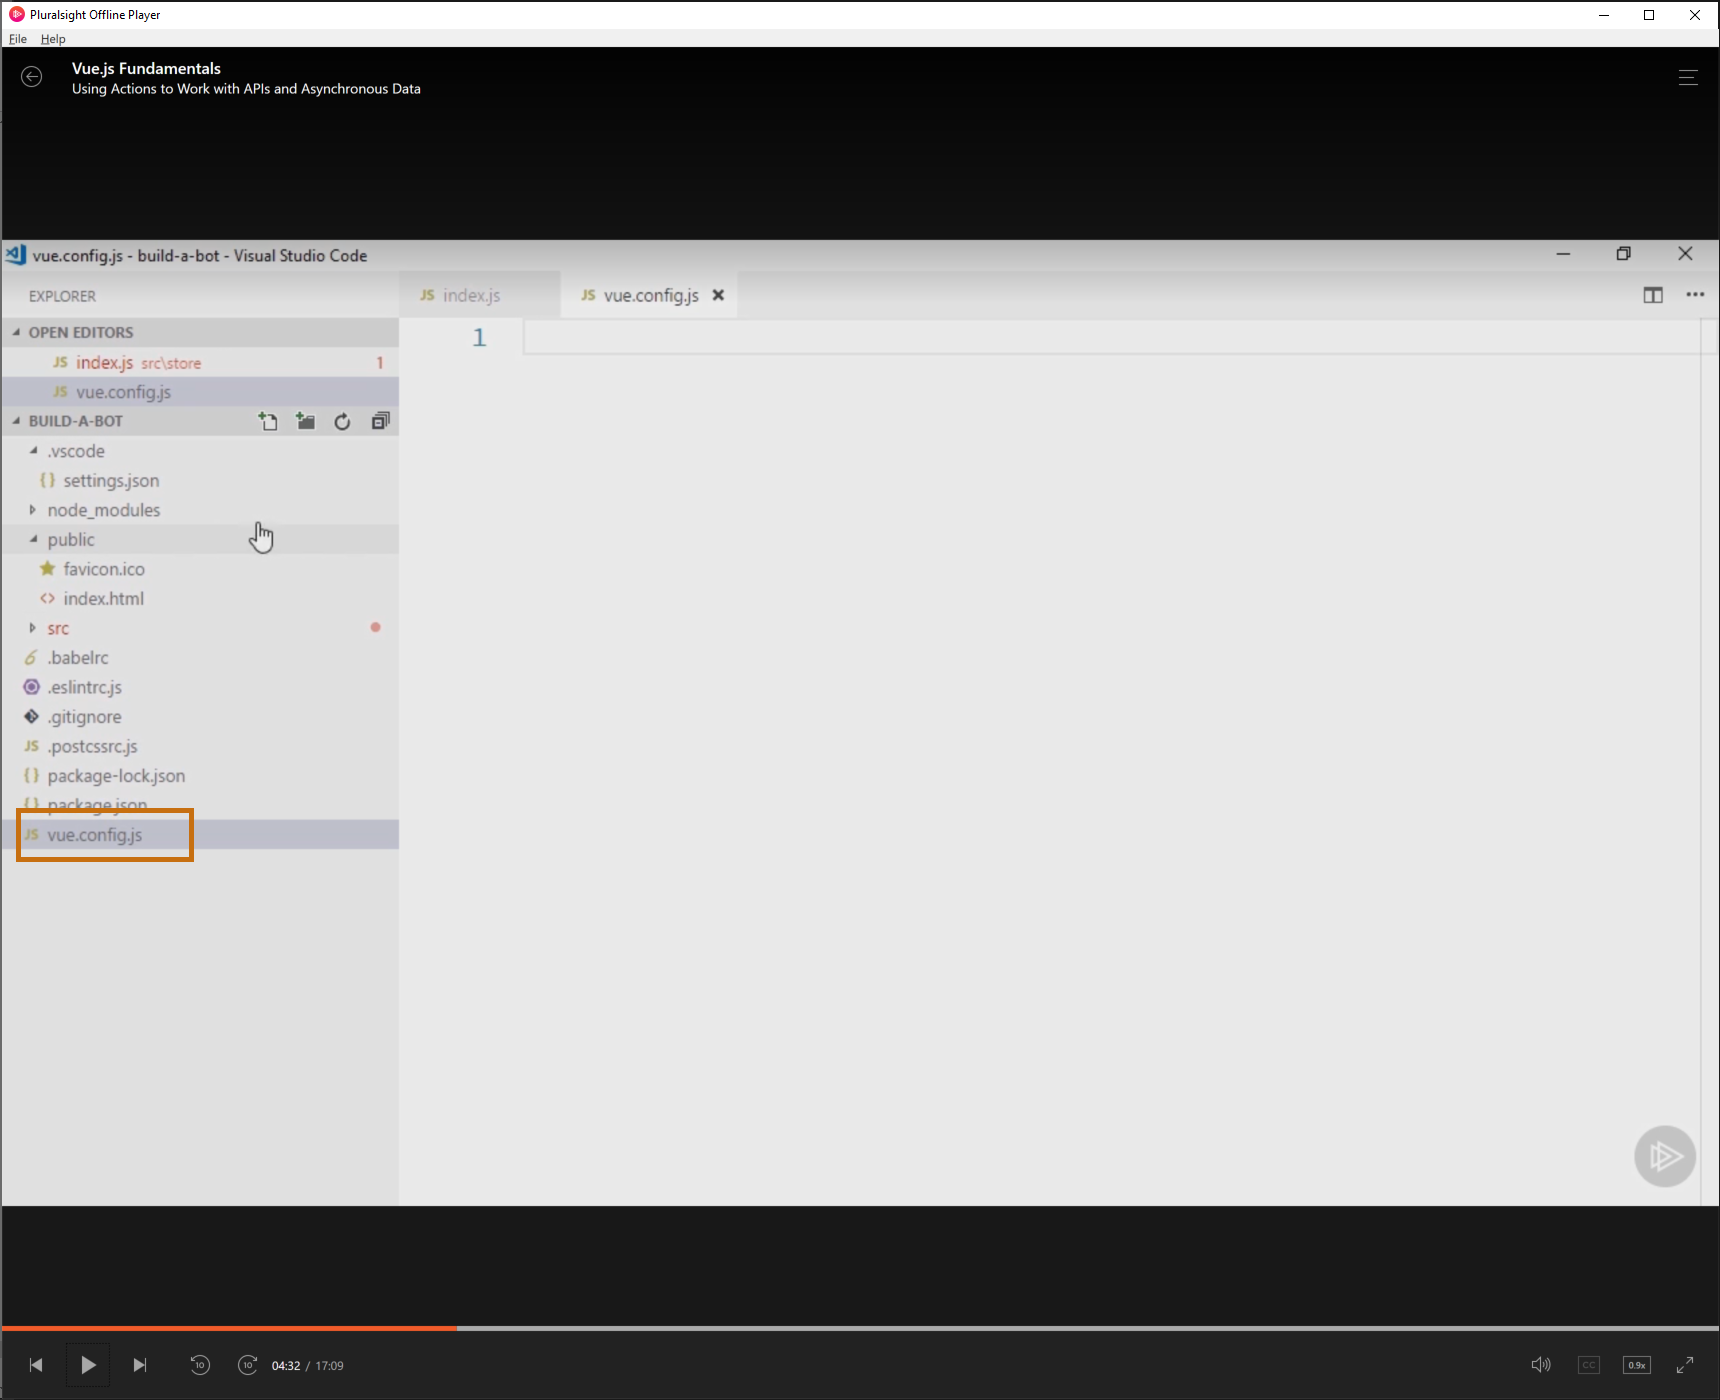 Pluralsight Offline Player
File Help
Vue.js Fundamentals
Using Actions to Work with APIs and Asynchronous Data
vue.config.js - build-a-bot - Visual Studio Code
EXPLORER
JS index.js
JS vue.config.js
OPEN EDITORS
JS index.js src\store 1
JS vue.config.js
BUILD-A-BOT
.vscode
{} settings.json
node_modules
public
favicon.ico
<> index.html
src
.babelrc
.eslintrc.js
.gitignore
JS .postcssrc.js
{} package-lock.json
{} package.json
JS vue.config.js
1
10
10
04:32 / 17:09
CC
0.9x